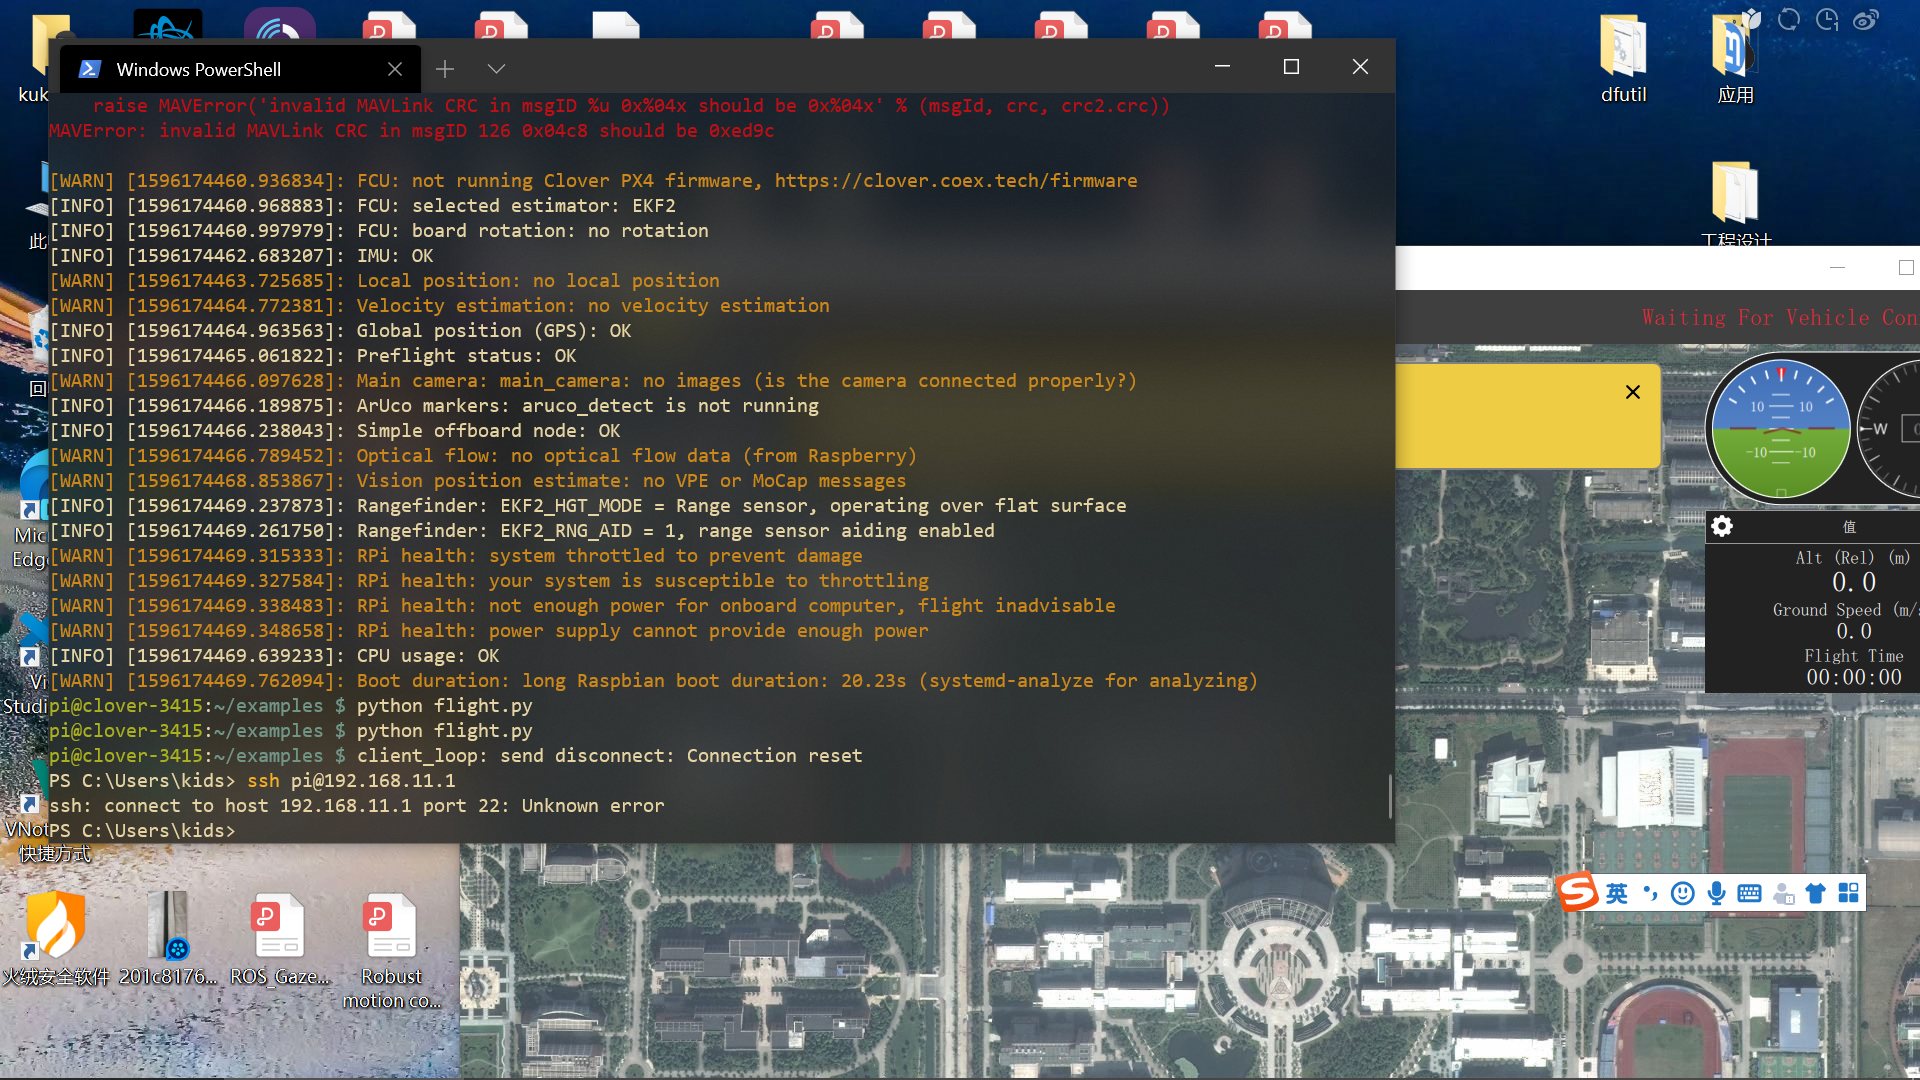 Windows PowerShell
raise MAVError('invalid MAVLink CRC in msgID %u 0x%04x should be 0x%04x' % (msgId, crc, crc2.crc))
MAVError: invalid MAVLink CRC in msgID 126 0x04c8 should be 0xed9c
[WARN] [1596174460.936834]: FCU: not running Clover PX4 firmware, https://clover.coex.tech/firmware
[INFO] [1596174460.968883]: FCU: selected estimator: EKF2
[INFO] [1596174460.997979]: FCU: board rotation: no rotation
[INFO] [1596174462.683207]: IMU: OK
[WARN] [1596174463.725685]: Local position: no local position
[WARN] [1596174464.772381]: Velocity estimation: no velocity estimation
[INFO] [1596174464.963563]: Global position (GPS): OK
[INFO] [1596174465.061822]: Preflight status: OK
[WARN] [1596174466.097628]: Main camera: main_camera: no images (is the camera connected properly?)
[INFO] [1596174466.189875]: ArUco markers: aruco_detect is not running
[INFO] [1596174466.238043]: Simple offboard node: OK
[WARN] [1596174466.789452]: Optical flow: no optical flow data (from Raspberry)
[WARN] [1596174468.853867]: Vision position estimate: no VPE or MoCap messages
[INFO] [1596174469.237873]: Rangefinder: EKF2_HGT_MODE = Range sensor, operating over flat surface
[INFO] [1596174469.261750]: Rangefinder: EKF2_RNG_AID = 1, range sensor aiding enabled
[WARN] [1596174469.315333]: RPi health: system throttled to prevent damage
[WARN] [1596174469.327584]: RPi health: your system is susceptible to throttling
[WARN] [1596174469.338483]: RPi health: not enough power for onboard computer, flight inadvisable
[WARN] [1596174469.348658]: RPi health: power supply cannot provide enough power
[INFO] [1596174469.639233]: CPU usage: OK
[WARN] [1596174469.762094]: Boot duration: long Raspbian boot duration: 20.23s (systemd-analyze for analyzing)
pi@clover-3415:~/examples $ python flight.py
pi@clover-3415:~/examples $ python flight.py
pi@clover-3415:~/examples $ client_loop: send disconnect: Connection reset
PS C:\Users\kids> ssh pi@192.168.11.1
ssh: connect to host 192.168.11.1 port 22: Unknown error
PS C:\Users\kids>
kuk
此
回
Mic
Edg
Vi
Studi
VNot
快捷方式
火绒安全软件
201c8176...
ROS_Gaze...
Robust
motion co...
dfutil
应用
工程设计
Waiting For Vehicle Con
10 10
-10 -10
W
值
Alt (Rel) (m)
0.0
Ground Speed (m/s
0.0
Flight Time
00:00:00
英